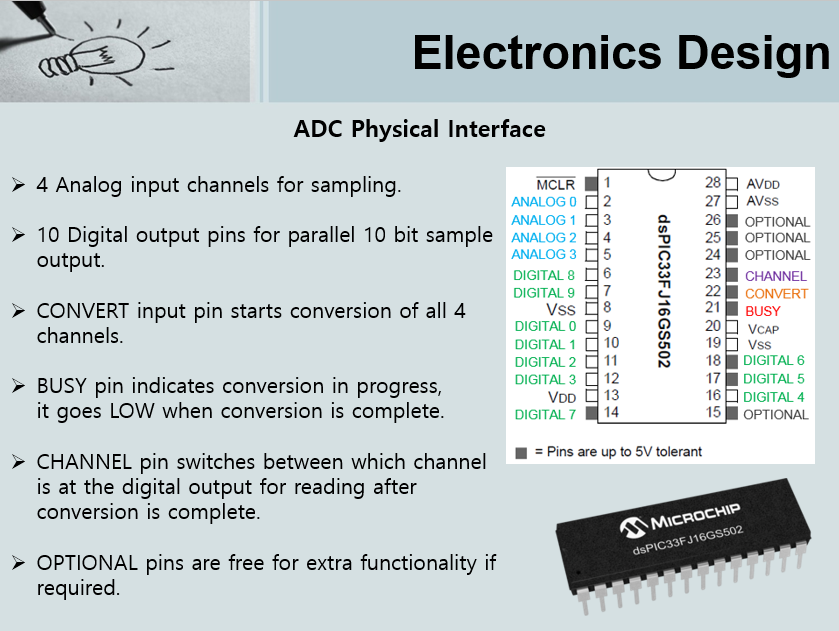 Electronics Design
ADC Physical Interface
➢ 4 Analog input channels for sampling.
➢ 10 Digital output pins for parallel 10 bit sample
output.
➢ CONVERT input pin starts conversion of all 4
channels.
➢ BUSY pin indicates conversion in progress,
it goes LOW when conversion is complete.
➢ CHANNEL pin switches between which channel
is at the digital output for reading after
conversion is complete.
➢ OPTIONAL pins are free for extra functionality if
required.
MCLR 1 28 AVDD
ANALOG 0 2 27 AVSS
ANALOG 1 3 26 OPTIONAL
ANALOG 2 4 25 OPTIONAL
ANALOG 3 5 24 OPTIONAL
DIGITAL 8 6 23 CHANNEL
DIGITAL 9 7 22 CONVERT
VSS 8 21 BUSY
DIGITAL 0 9 20 VCAP
DIGITAL 1 10 19 VSS
DIGITAL 2 11 18 DIGITAL 6
DIGITAL 3 12 17 DIGITAL 5
VDD 13 16 DIGITAL 4
DIGITAL 7 14 15 OPTIONAL
dsPIC33FJ16GS502
= Pins are up to 5V tolerant
MICROCHIP
dsPIC33FJ16GS502